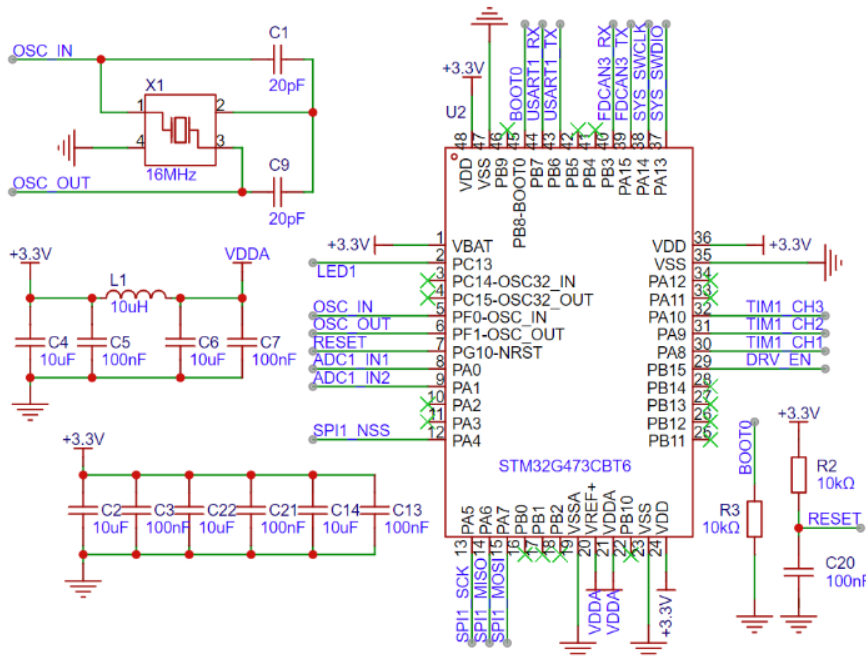 OSC_IN
C1
20pF
X1
1
2
4
3
16MHz
OSC_OUT
C9
20pF
+3.3V
VDDA
L1
10uH
C4
10uF
C5
100nF
C6
10uF
C7
100nF
+3.3V
C2
10uF
C3
100nF
C22
10uF
C21
100nF
C14
10uF
C13
100nF
+3.3V
U2
BOOT0
USART1_RX
USART1_TX
FDCAN3_RX
FDCAN3_TX
SYS_SWCLK
SYS_SWDIO
48
47
46
45
44
43
42
41
40
39
38
37
VDD
VSS
PB9
PB8-BOOT0
PB7
PB6
PB5
PB4
PB3
PA15
PA14
PA13
+3.3V
1
VBAT
LED1
2
PC13
3
PC14-OSC32_IN
4
PC15-OSC32_OUT
OSC_IN
5
PF0-OSC_IN
OSC_OUT
6
PF1-OSC_OUT
RESET
7
PG10-NRST
ADC1_IN1
8
PA0
ADC1_IN2
9
PA1
10
PA2
11
PA3
SPI1_NSS
12
PA4
VDD
36
+3.3V
VSS
35
PA12
34
PA11
33
PA10
32
TIM1_CH3
PA9
31
TIM1_CH2
PA8
30
TIM1_CH1
PB15
29
DRV_EN
PB14
28
PB13
27
PB12
26
PB11
25
STM32G473CBT6
PA5
PA6
PA7
PB0
PB1
PB2
VSSA
VREF+
VDDA
PB10
VSS
VDD
13
14
15
16
17
18
19
20
21
22
23
24
SPI1_SCK
SPI1_MISO
SPI1_MOSI
VDDA
VDDA
+3.3V
BOOT0
R3
10kΩ
+3.3V
R2
10kΩ
RESET
C20
100nF